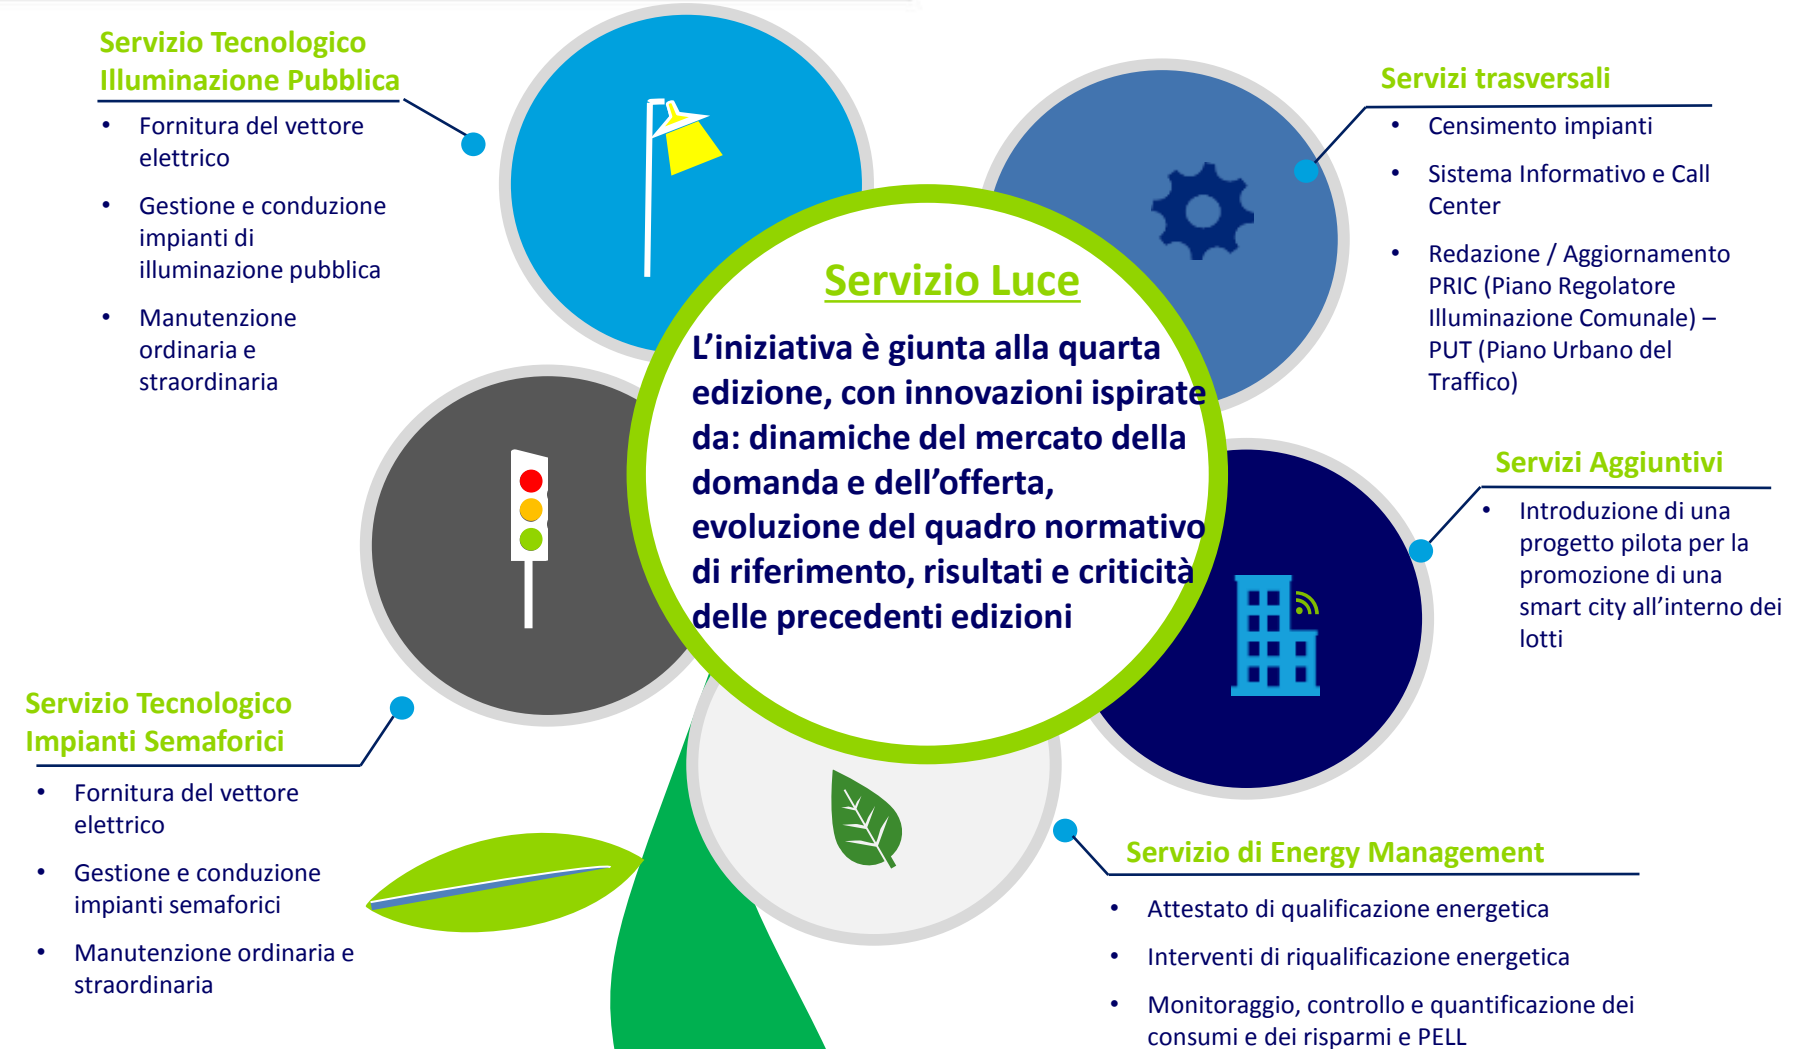 Servizio Tecnologico
Illuminazione Pubblica
• Fornitura del vettore
elettrico
• Gestione e conduzione
impianti di
illuminazione pubblica
• Manutenzione
ordinaria e
straordinaria
Servizi trasversali
• Censimento impianti
• Sistema Informativo e Call
Center
• Redazione / Aggiornamento
PRIC (Piano Regolatore
Illuminazione Comunale) –
PUT (Piano Urbano del
Traffico)
Servizio Luce
L’iniziativa è giunta alla quarta
edizione, con innovazioni ispirate
da: dinamiche del mercato della
domanda e dell’offerta,
evoluzione del quadro normativo
di riferimento, risultati e criticità
delle precedenti edizioni
Servizi Aggiuntivi
• Introduzione di una
progetto pilota per la
promozione di una
smart city all’interno dei
lotti
Servizio Tecnologico
Impianti Semaforici
• Fornitura del vettore
elettrico
• Gestione e conduzione
impianti semaforici
• Manutenzione ordinaria e
straordinaria
Servizio di Energy Management
• Attestato di qualificazione energetica
• Interventi di riqualificazione energetica
• Monitoraggio, controllo e quantificazione dei
consumi e dei risparmi e PELL